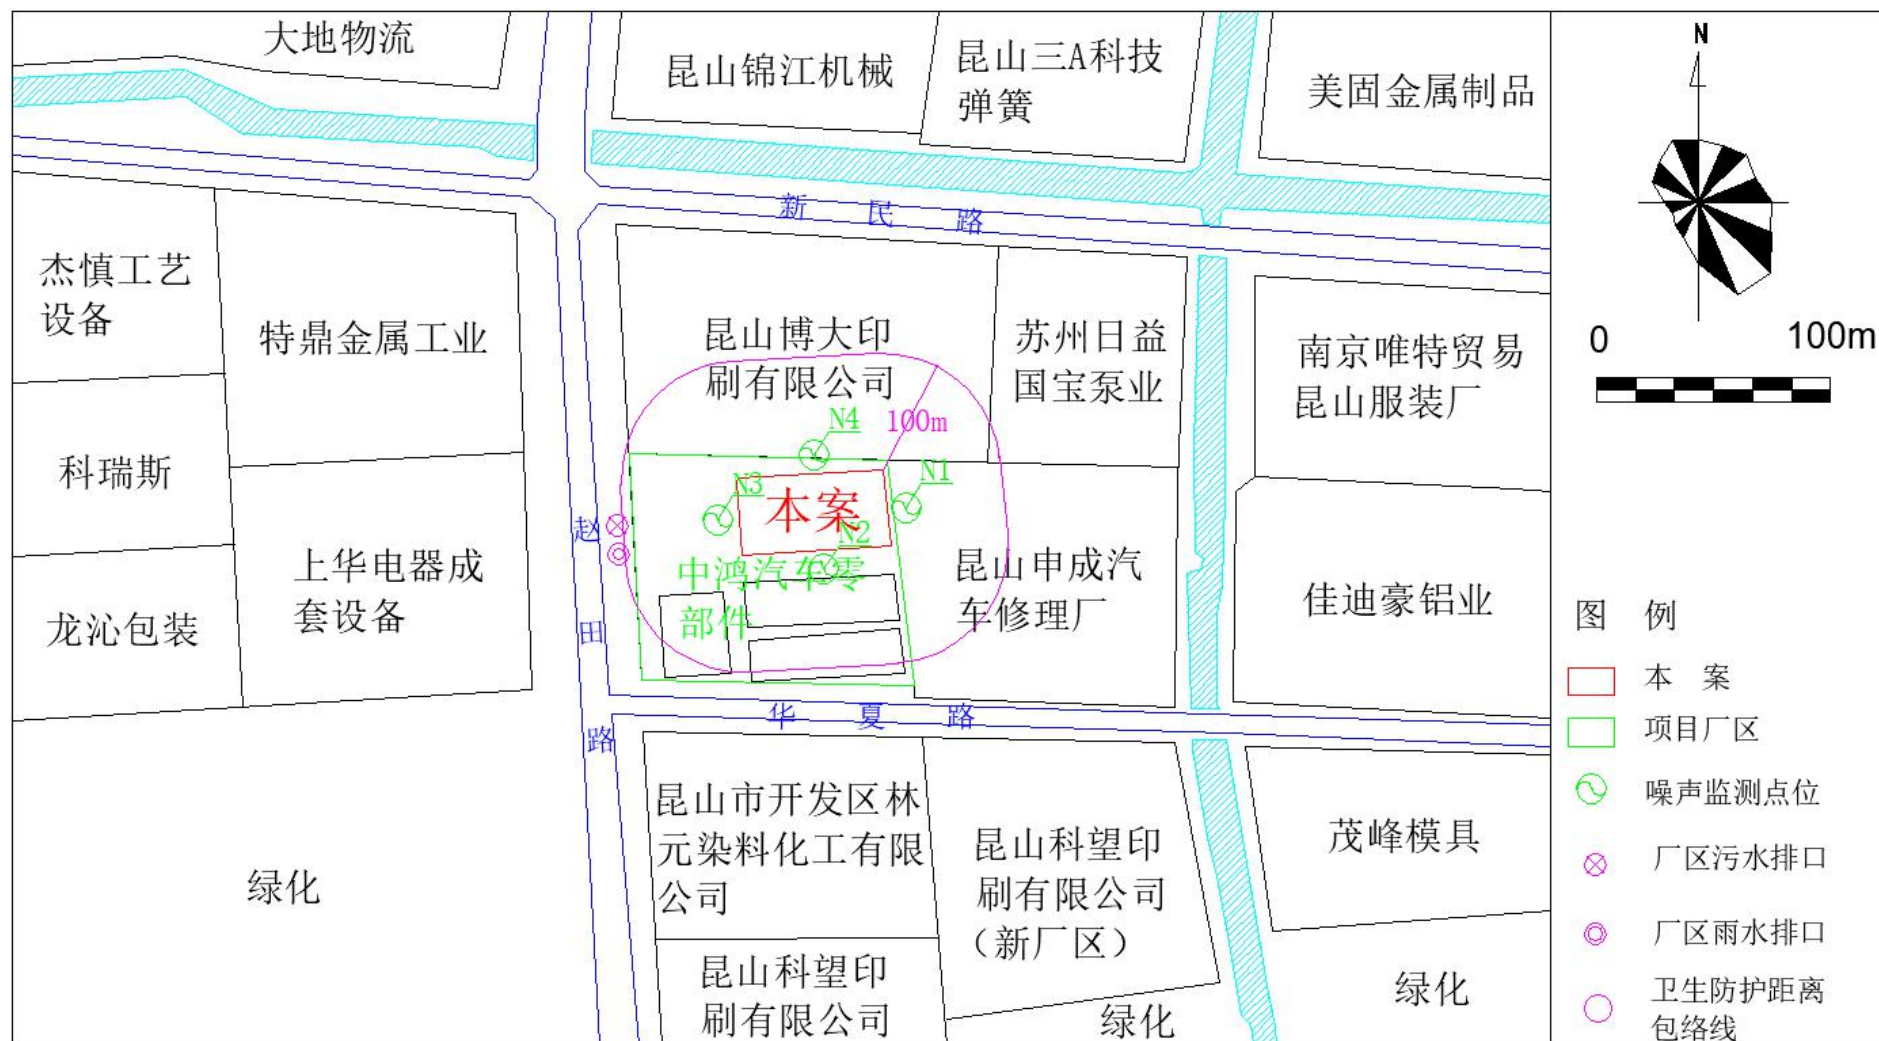 大地物流
昆山锦江机械
昆山三A科技
弹簧
美固金属制品
N
新民路
杰慎工艺
设备
特鼎金属工业
昆山博大印
刷有限公司
苏州日益
国宝泵业
南京唯特贸易
昆山服装厂
0
100m
科瑞斯
N4
100m
N3
N1
本案
N2
赵田路
中鸿汽车零
部件
上华电器成
套设备
昆山申成汽
车修理厂
佳迪豪铝业
龙沁包装
华夏路
图 例
本 案
项目厂区
噪声监测点位
厂区污水排口
厂区雨水排口
卫生防护距离
包络线
绿化
昆山市开发区林
元染料化工有限
公司
昆山科望印
刷有限公司
（新厂区）
茂峰模具
昆山科望印
刷有限公司
绿化
绿化